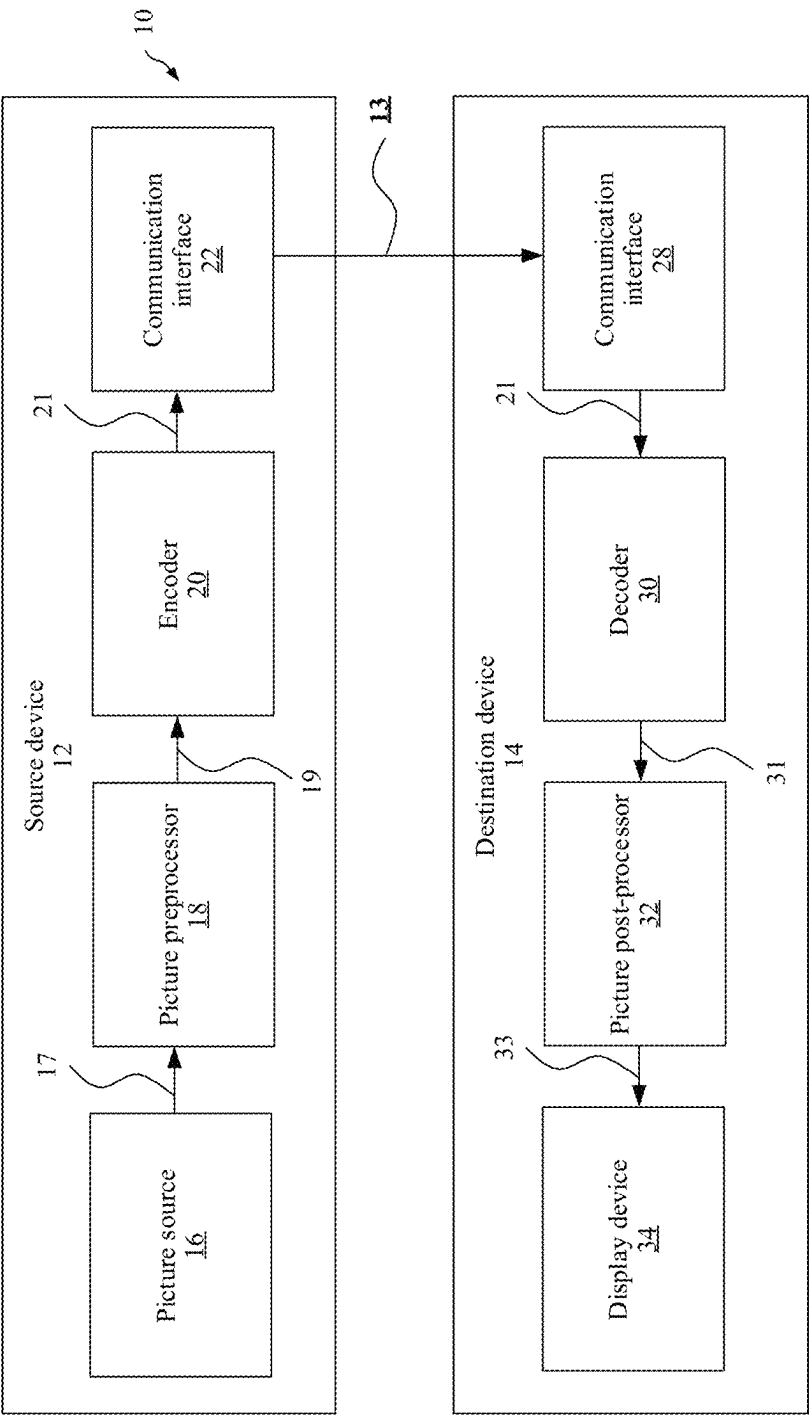 10
Source device
12
Picture source
16
17
Picture preprocessor
18
19
Encoder
20
21
Communication
interface
22
13
Destination device
14
Display device
34
33
Picture post-processor
32
31
Decoder
30
21
Communication
interface
28